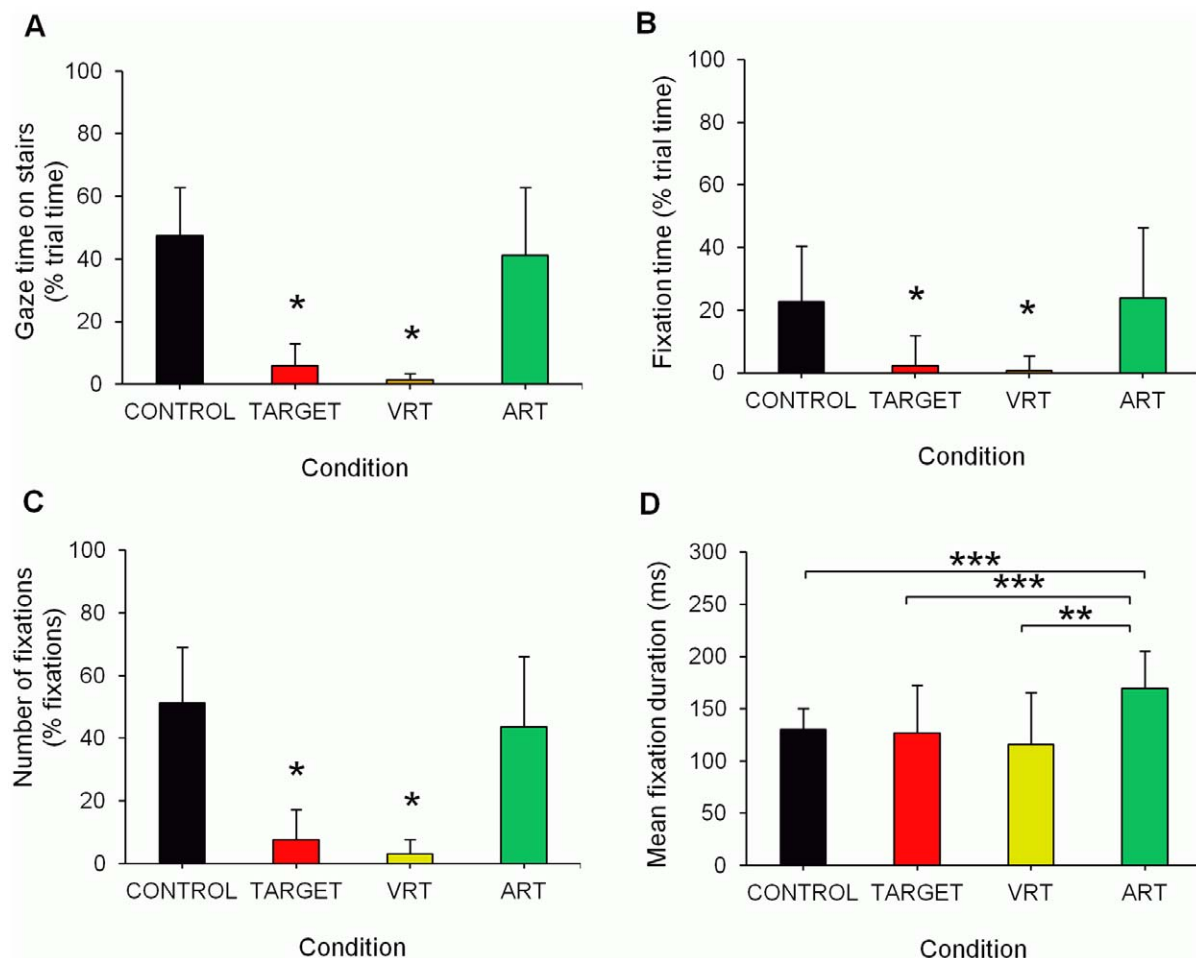 A
Gaze time on stairs
(% trial time)
100
80
60
40
20
0
*
*
CONTROL TARGET VRT ART
Condition
B
Fixation time (% trial time)
100
80
60
40
20
0
*
*
CONTROL TARGET VRT ART
Condition
C
Number of fixations
(% fixations)
100
80
60
40
20
0
*
*
CONTROL TARGET VRT ART
Condition
D
Mean fixation duration (ms)
300
250
200
150
100
50
0
***
***
**
CONTROL TARGET VRT ART
Condition